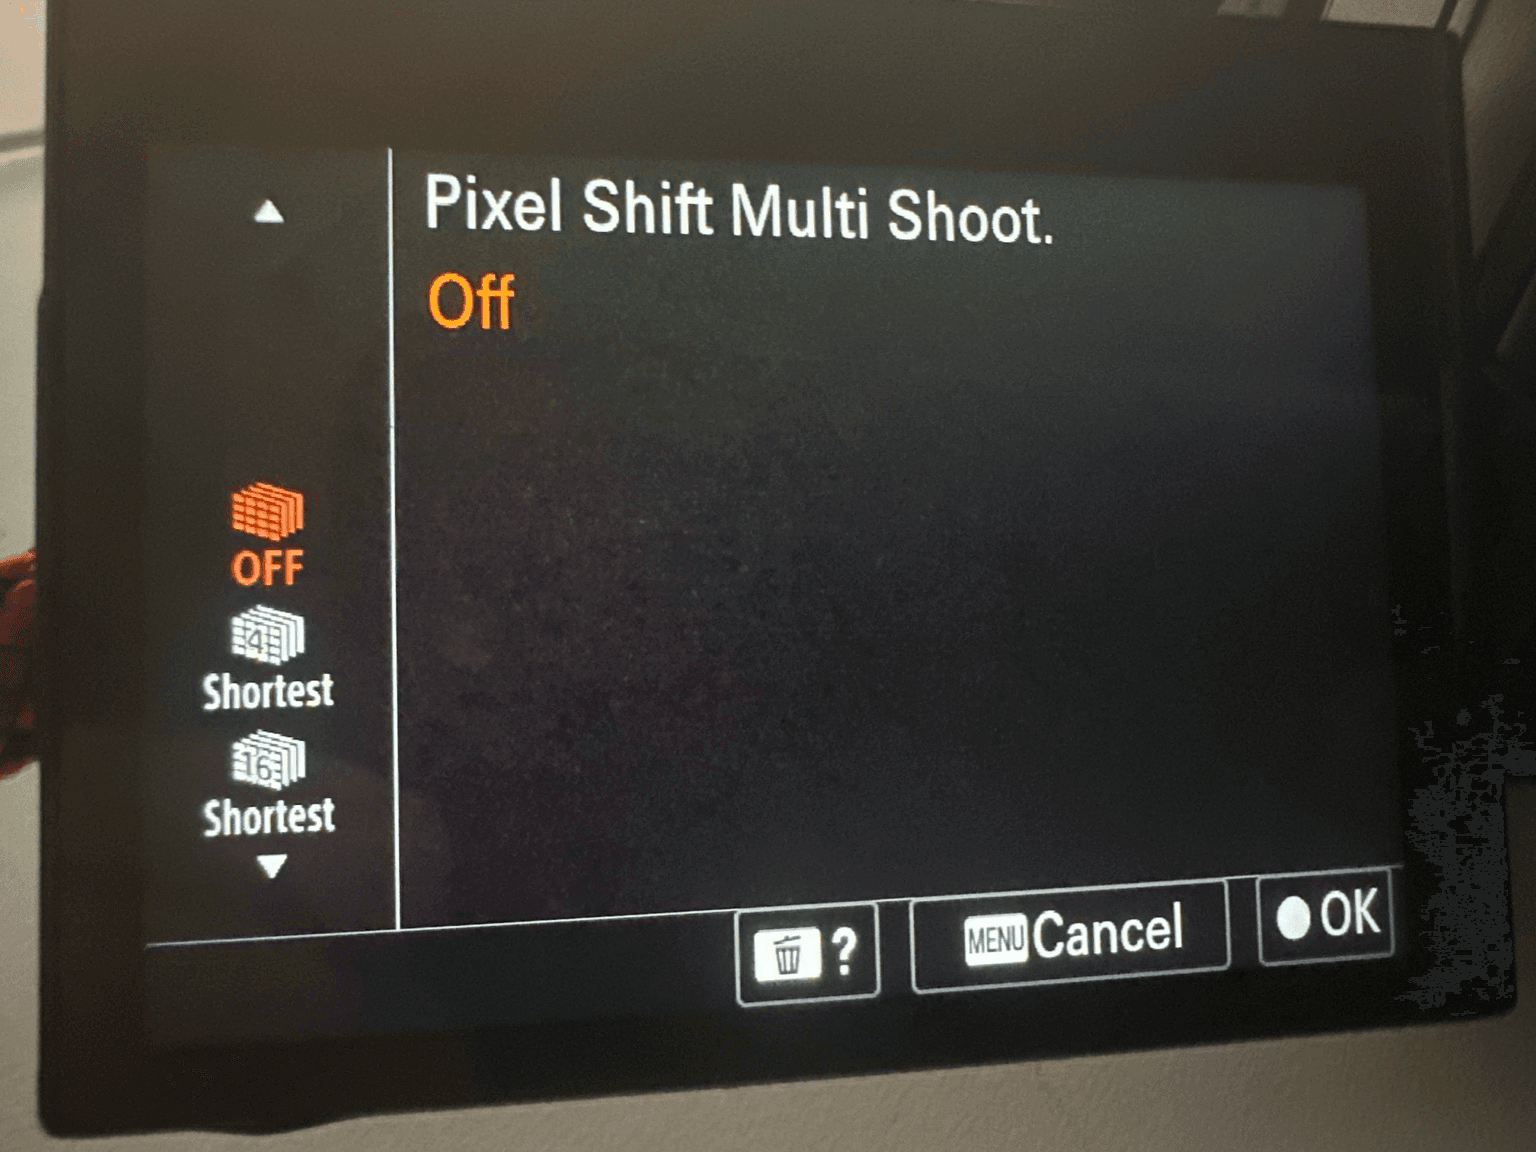 Pixel Shift Multi Shoot.
Off
OFF
4
Shortest
16
Shortest
? MENU Cancel OK